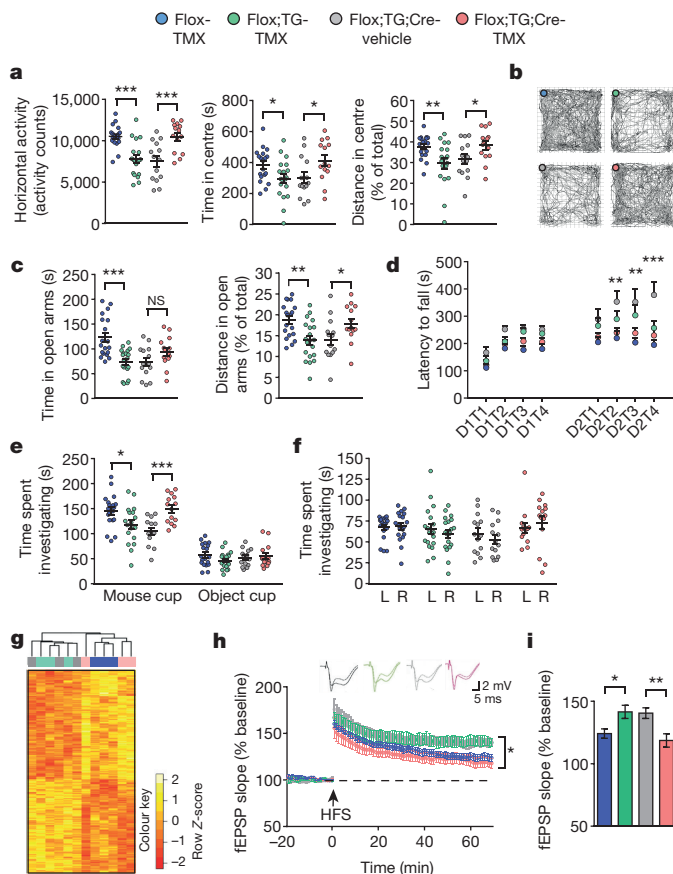 Flox-TMX
Flox;TG-TMX
Flox;TG;Cre-vehicle
Flox;TG;Cre-TMX
a
Horizontal activity
(activity counts)
15,000
10,000
5,000
0
***
***
Time in centre (s)
800
600
400
200
0
*
*
Distance in centre
(% of total)
60
50
40
30
20
10
0
**
*
b
c
Time in open arms (s)
250
200
150
100
50
0
***
NS
Distance in open
arms (% of total)
30
25
20
15
10
5
0
**
*
d
Latency to fall (s)
500
400
300
200
100
0
**
**
***
D1T1
D1T2
D1T3
D1T4
D2T1
D2T2
D2T3
D2T4
e
Time spent
investigating (s)
250
200
150
100
50
0
*
***
Mouse cup
Object cup
f
Time spent
investigating (s)
150
125
100
75
50
25
0
L R L R L R L R
g
Colour key
2
1
0
−1
−2
Row Z-score
h
fEPSP slope (% baseline)
200
150
100
50
2 mV
5 ms
*
HFS
−20 0 20 40 60
Time (min)
i
fEPSP slope (% baseline)
150
100
50
*
**